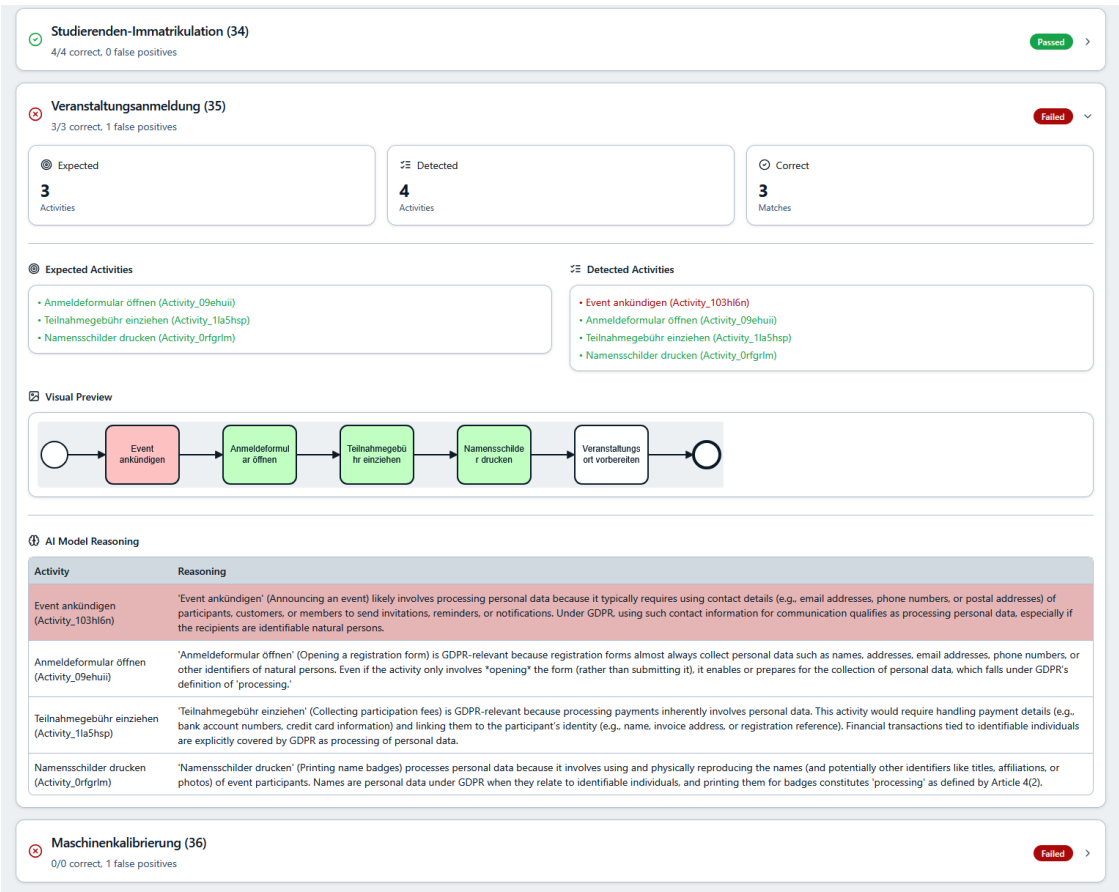 Studierenden-Immatrikulation (34)
4/4 correct, 0 false positives
Passed
Veranstaltungsanmeldung (35)
3/3 correct, 1 false positives
Failed
Expected
3
Activities
Detected
4
Activities
Correct
3
Matches
Expected Activities
• Anmeldeformular öffnen (Activity_09ehuii)
• Teilnahmegebühr einziehen (Activity_1la5hsp)
• Namensschilder drucken (Activity_0rfgrlm)
Detected Activities
• Event ankündigen (Activity_103hl6n)
• Anmeldeformular öffnen (Activity_09ehuii)
• Teilnahmegebühr einziehen (Activity_1la5hsp)
• Namensschilder drucken (Activity_0rfgrlm)
Visual Preview
Event
ankündigen
Anmeldeformul
ar öffnen
Teilnahmegebü
hr einziehen
Namensschilde
r drucken
Veranstaltungs
ort vorbereiten
AI Model Reasoning
Activity Reasoning
Event ankündigen
(Activity_103hl6n)
'Event ankündigen' (Announcing an event) likely involves processing personal data because it typically requires using contact details (e.g., email addresses, phone numbers, or postal addresses) of
participants, customers, or members to send invitations, reminders, or notifications. Under GDPR, using such contact information for communication qualifies as processing personal data, especially if
the recipients are identifiable natural persons.
Anmeldeformular öffnen
(Activity_09ehuii)
'Anmeldeformular öffnen' (Opening a registration form) is GDPR-relevant because registration forms almost always collect personal data such as names, addresses, email addresses, phone numbers, or
other identifiers of natural persons. Even if the activity only involves *opening* the form (rather than submitting it), it enables or prepares for the collection of personal data, which falls under GDPR's
definition of 'processing.'
Teilnahmegebühr einziehen
(Activity_1la5hsp)
'Teilnahmegebühr einziehen' (Collecting participation fees) is GDPR-relevant because processing payments inherently involves personal data. This activity would require handling payment details (e.g.,
bank account numbers, credit card information) and linking them to the participant's identity (e.g., name, invoice address, or registration reference). Financial transactions tied to identifiable individuals
are explicitly covered by GDPR as processing of personal data.
Namensschilder drucken
(Activity_0rfgrlm)
'Namensschilder drucken' (Printing name badges) processes personal data because it involves using and physically reproducing the names (and potentially other identifiers like titles, affiliations, or
photos) of event participants. Names are personal data under GDPR when they relate to identifiable individuals, and printing them for badges constitutes 'processing' as defined by Article 4(2).
Maschinenkalibrierung (36)
0/0 correct, 1 false positives
Failed